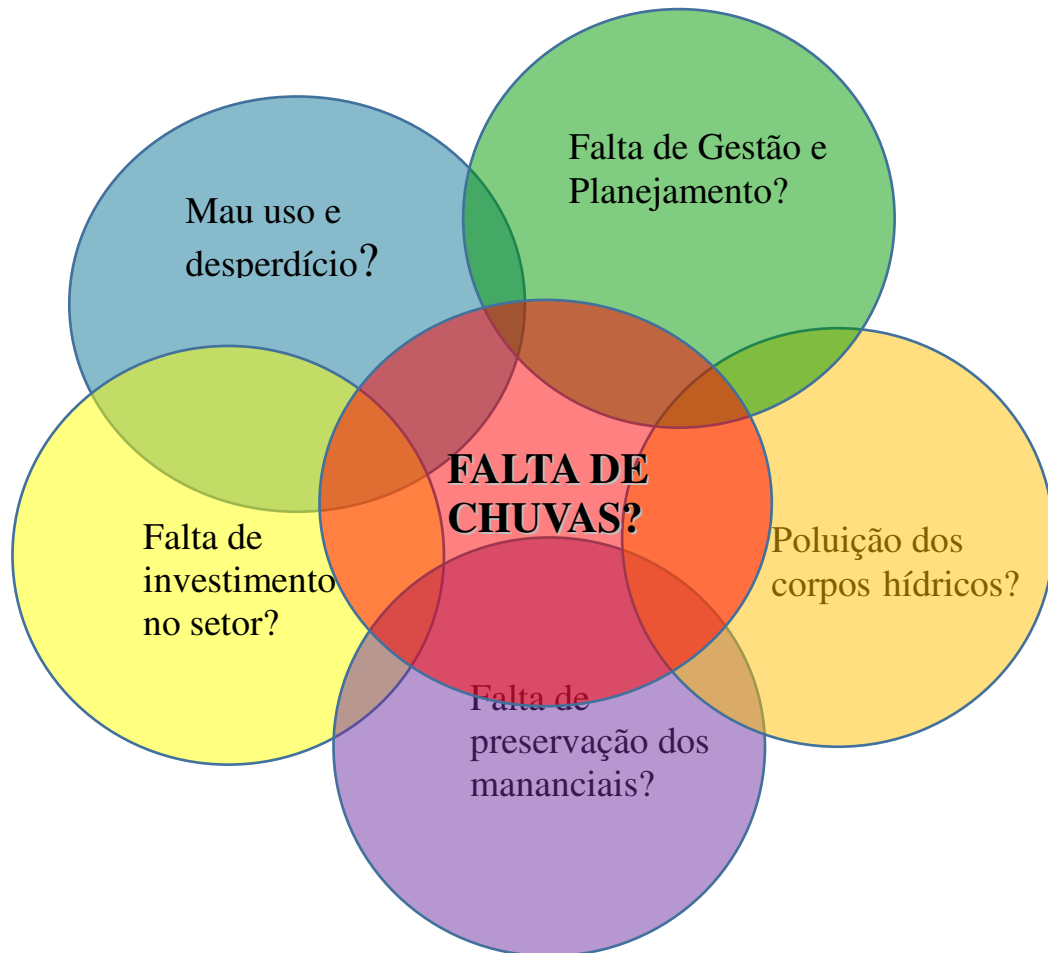 Falta de Gestão e
Planejamento?
Mau uso e
desperdício?
FALTA DE
CHUVAS?
Falta de
investimento
no setor?
Poluição dos
corpos hídricos?
Falta de
preservação dos
mananciais?